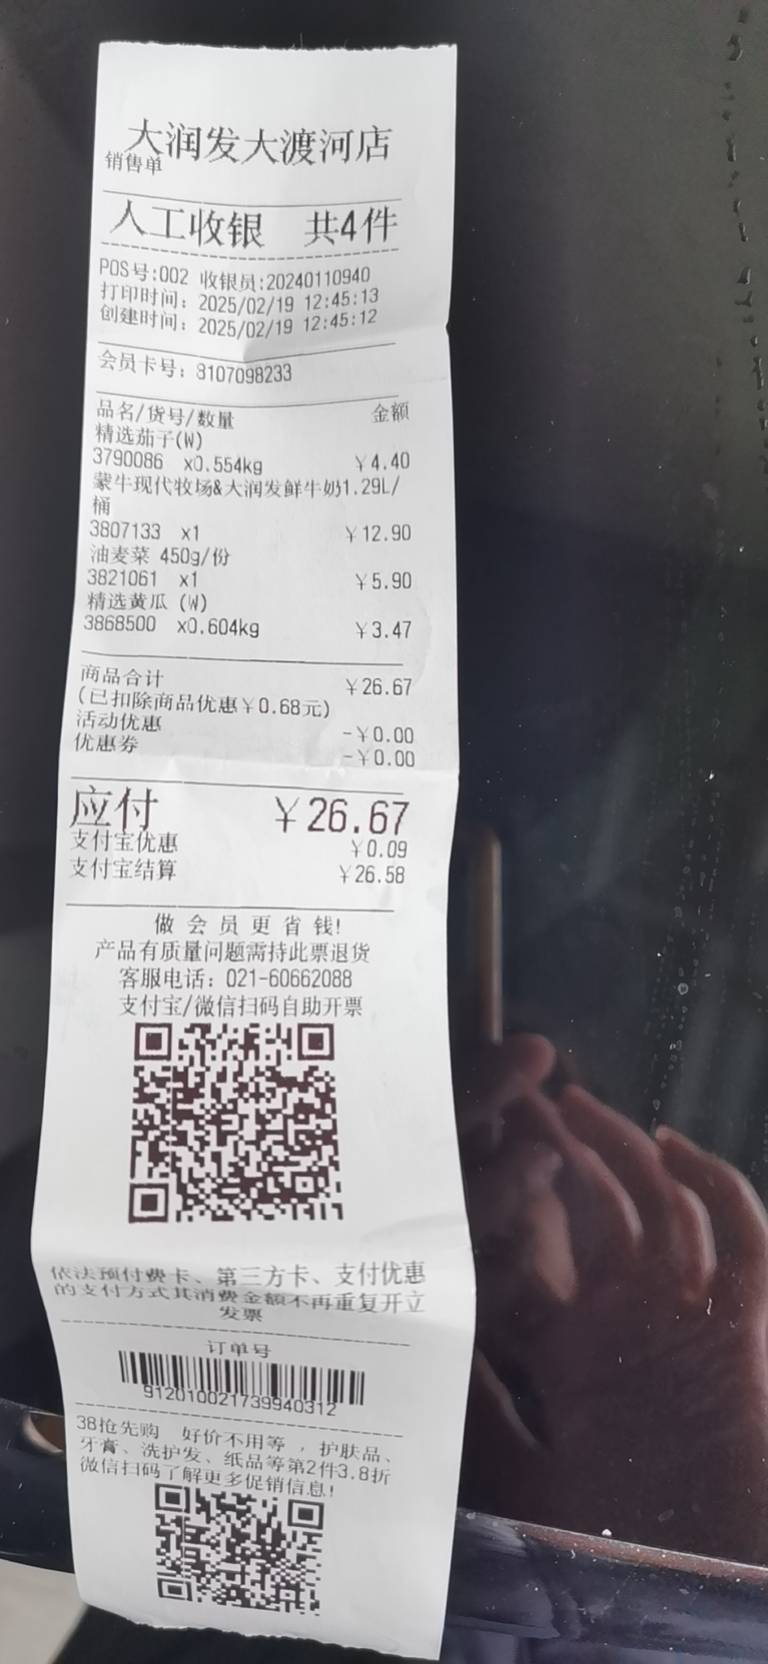 大润发大渡河店
销售单
人工收银 共4件
POS号:002 收银员:20240110940
打印时间: 2025/02/19 12:45:13
创建时间: 2025/02/19 12:45:12
会员卡号: 8107098233
品名/货号/数量 金额
精选茄子(W)
3790086 x0.554kg ￥4.40
蒙牛现代牧场&大润发鲜牛奶1.29L/
桶
3807133 x1 ￥12.90
油麦菜 450g/份
3821061 x1 ￥5.90
精选黄瓜 (W)
3868500 x0.604kg ￥3.47
商品合计 ￥26.67
(已扣除商品优惠￥0.68元)
活动优惠 -￥0.00
优惠券 -￥0.00
应付 ￥26.67
支付宝优惠 ￥0.09
支付宝结算 ￥26.58
做 会 员 更 省 钱!
产品有质量问题需持此票退货
客服电话: 021-60662088
支付宝/微信扫码自助开票
依法预付费卡、第三方卡、支付优惠
的支付方式其消费金额不再重复开立
发票
订单号
912010021739940312
38抢先购 好价不用等 , 护肤品、
牙膏、洗护发、纸品等第2件3.8折
微信扫码了解更多促销信息!